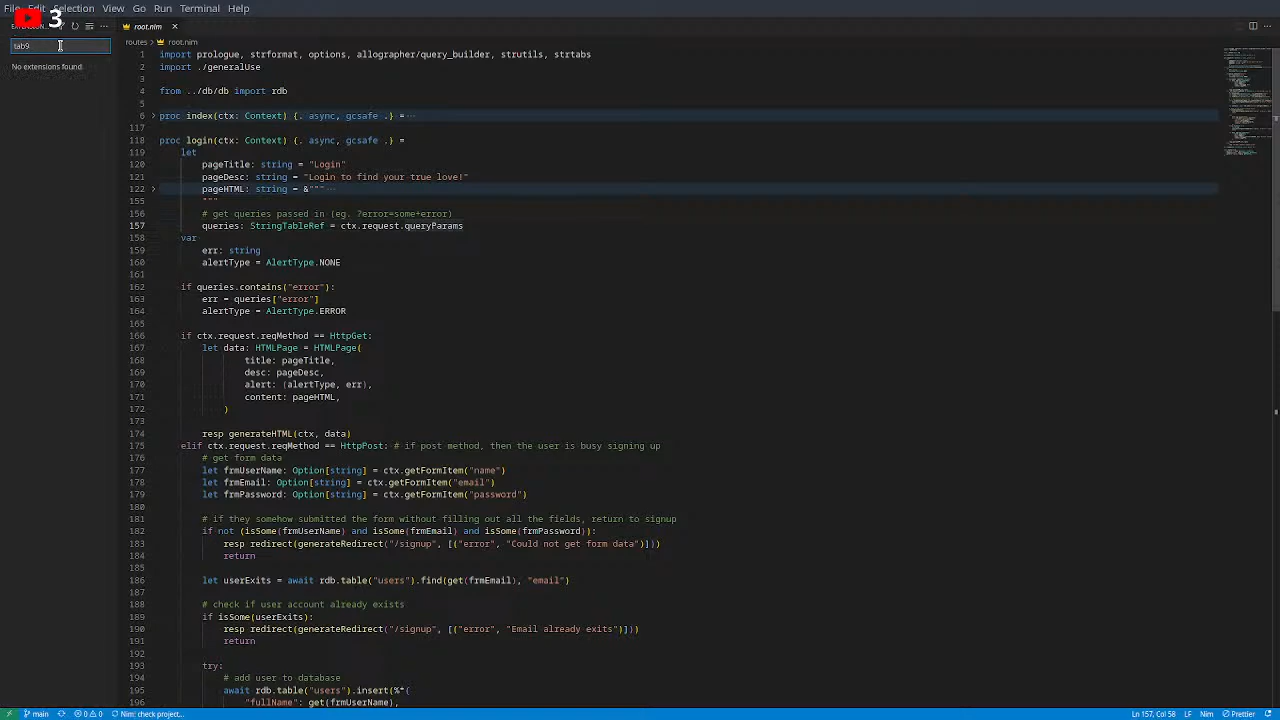 File Edit Selection View Go Run Terminal Help
3
root.nim
tab9
No extensions found.
routes > root.nim
1 import prologue, strformat, options, allographer/query_builder, strutils, strtabs
2 import ./generalUse
3
4 from ../db/db import rdb
5
6 proc index(ctx: Context) {. async, gcsafe .} = ...
117
118 proc login(ctx: Context) {. async, gcsafe .} =
119 let
120 pageTitle: string = "Login"
121 pageDesc: string = "Login to find your true love!"
122 pageHTML: string = &""" ...
155 """
156 # get queries passed in (eg. ?error=some+error)
157 queries: StringTableRef = ctx.request.queryParams
158 var
159 err: string
160 alertType = AlertType.NONE
161
162 if queries.contains("error"):
163 err = queries["error"]
164 alertType = AlertType.ERROR
165
166 if ctx.request.reqMethod == HttpGet:
167 let data: HTMLPage = HTMLPage(
168 title: pageTitle,
169 desc: pageDesc,
170 alert: (alertType, err),
171 content: pageHTML,
172 )
173
174 resp generateHTML(ctx, data)
175 elif ctx.request.reqMethod == HttpPost: # if post method, then the user is busy signing up
176 # get form data
177 let frmUserName: Option[string] = ctx.getFormItem("name")
178 let frmEmail: Option[string] = ctx.getFormItem("email")
179 let frmPassword: Option[string] = ctx.getFormItem("password")
180
181 # if they somehow submitted the form without filling out all the fields, return to signup
182 if not (isSome(frmUserName) and isSome(frmEmail) and isSome(frmPassword)):
183 resp redirect(generateRedirect("/signup", [("error", "Could not get form data")]))
184 return
185
186 let userExits = await rdb.table("users").find(get(frmEmail), "email")
187
188 # check if user account already exists
189 if isSome(userExits):
190 resp redirect(generateRedirect("/signup", [("error", "Email already exits")]))
191 return
192
193 try:
194 # add user to database
195 await rdb.table("users").insert(%*{
196 "fullName": get(frmUserName),
main 0 0 Nim: check project... Ln 157, Col 58 LF Nim Prettier